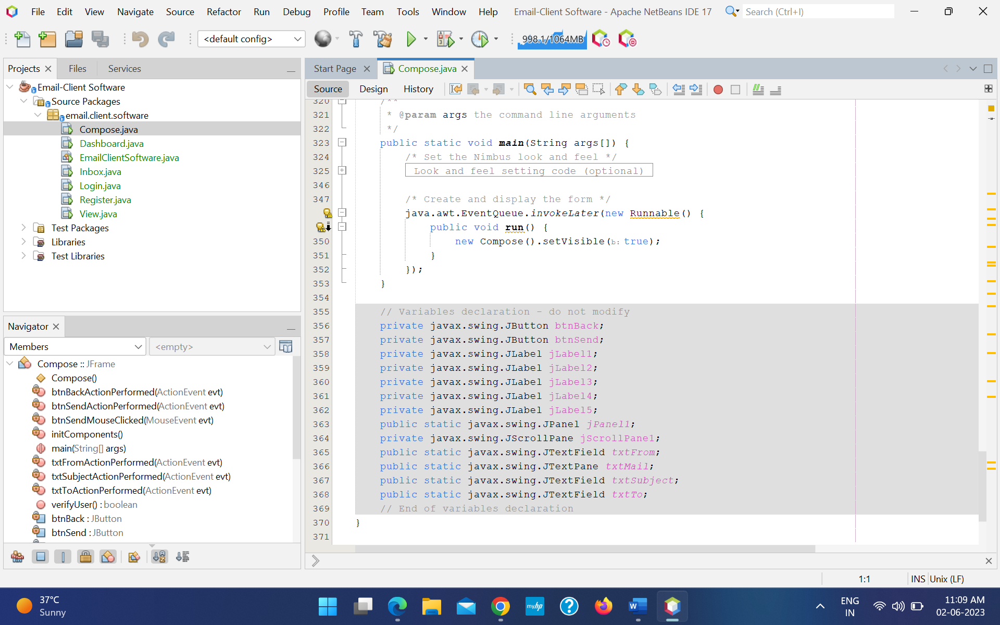 File Edit View Navigate Source Refactor Run Debug Profile Team Tools Window Help Email-Client Software - Apache NetBeans IDE 17 Search (Ctrl+I)
<default config> 998.1/1064MB
Projects Files Services
Email-Client Software
Source Packages
email.client.software
Compose.java
Dashboard.java
EmailClientSoftware.java
Inbox.java
Login.java
Register.java
View.java
Test Packages
Libraries
Test Libraries
Navigator
Members <empty>
Compose :: JFrame
Compose()
btnBackActionPerformed(ActionEvent evt)
btnSendActionPerformed(ActionEvent evt)
btnSendMouseClicked(MouseEvent evt)
initComponents()
main(String[] args)
txtFromActionPerformed(ActionEvent evt)
txtSubjectActionPerformed(ActionEvent evt)
txtToActionPerformed(ActionEvent evt)
verifyUser() : boolean
btnBack : JButton
btnSend : JButton
Start Page Compose.java
Source Design History
320 /**
321 * @param args the command line arguments
322 */
323 public static void main(String args[]) {
324 /* Set the Nimbus look and feel */
325 Look and feel setting code (optional)
346
347 /* Create and display the form */
java.awt.EventQueue.invokeLater(new Runnable() {
public void run() {
350 new Compose().setVisible(b: true);
351 }
352 });
353 }
354
355 // Variables declaration - do not modify
356 private javax.swing.JButton btnBack;
357 private javax.swing.JButton btnSend;
358 private javax.swing.JLabel jLabel1;
359 private javax.swing.JLabel jLabel2;
360 private javax.swing.JLabel jLabel3;
361 private javax.swing.JLabel jLabel4;
362 private javax.swing.JLabel jLabel5;
363 public static javax.swing.JPanel jPanel1;
364 private javax.swing.JScrollPane jScrollPane1;
365 public static javax.swing.JTextField txtFrom;
366 public static javax.swing.JTextPane txtMail;
367 public static javax.swing.JTextField txtSubject;
368 public static javax.swing.JTextField txtTo;
369 // End of variables declaration
370 }
371
1:1 INS Unix (LF)
37°C
Sunny
myhp
ENG
IN
11:09 AM
02-06-2023